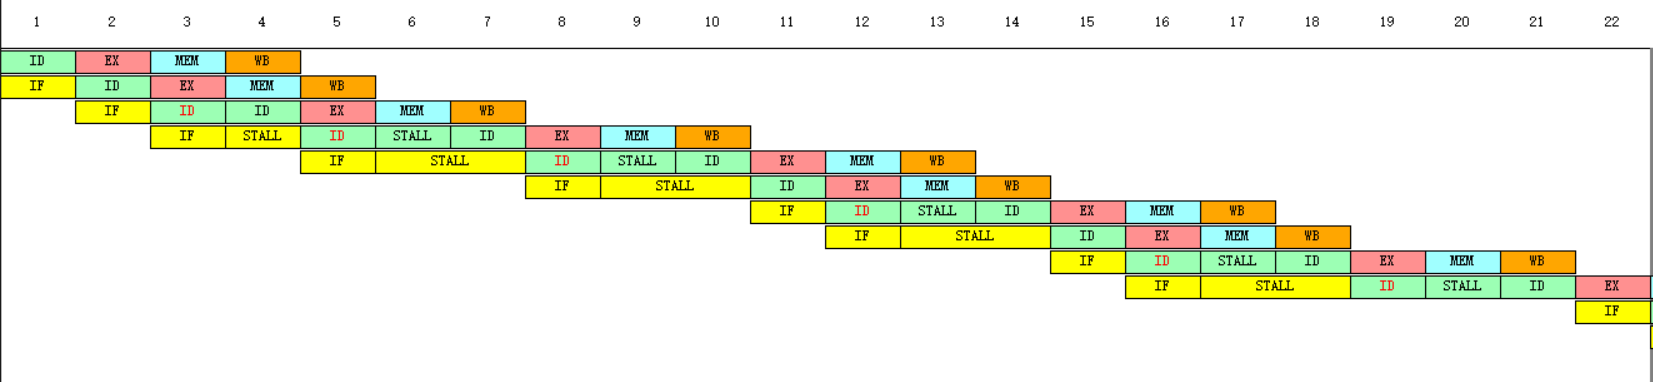 1 2 3 4 5 6 7 8 9 10 11 12 13 14 15 16 17 18 19 20 21 22
ID EX MEM WB
IF ID EX MEM WB
IF ID ID EX MEM WB
IF STALL ID STALL ID EX MEM WB
IF STALL ID STALL ID EX MEM WB
IF STALL ID EX MEM WB
IF ID STALL ID EX MEM WB
IF STALL ID EX MEM WB
IF ID STALL ID EX MEM WB
IF STALL ID STALL ID EX
IF